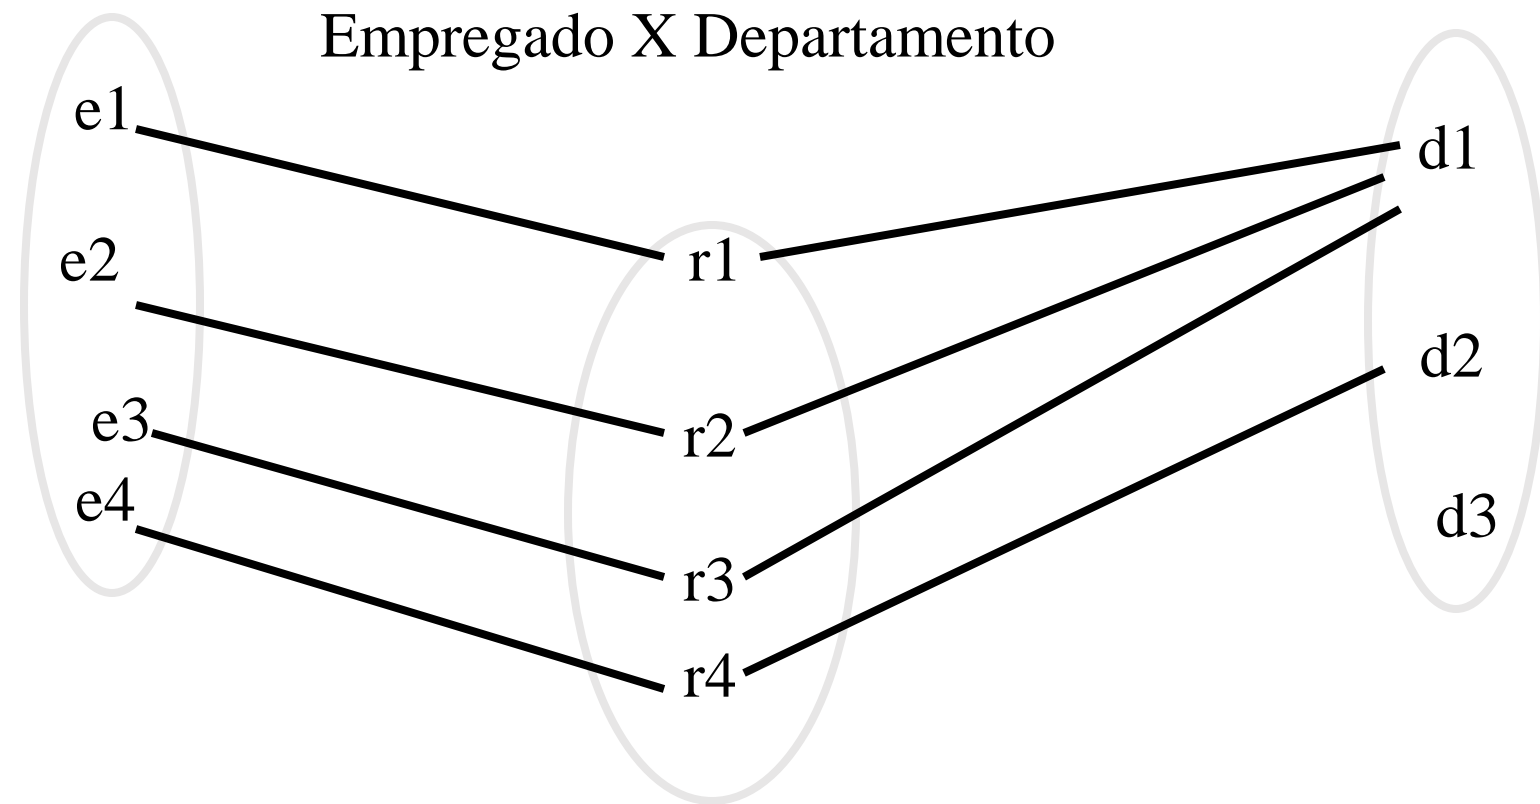 Empregado X Departamento
e1
d1
e2
r1
d2
e3
r2
e4
d3
r3
r4